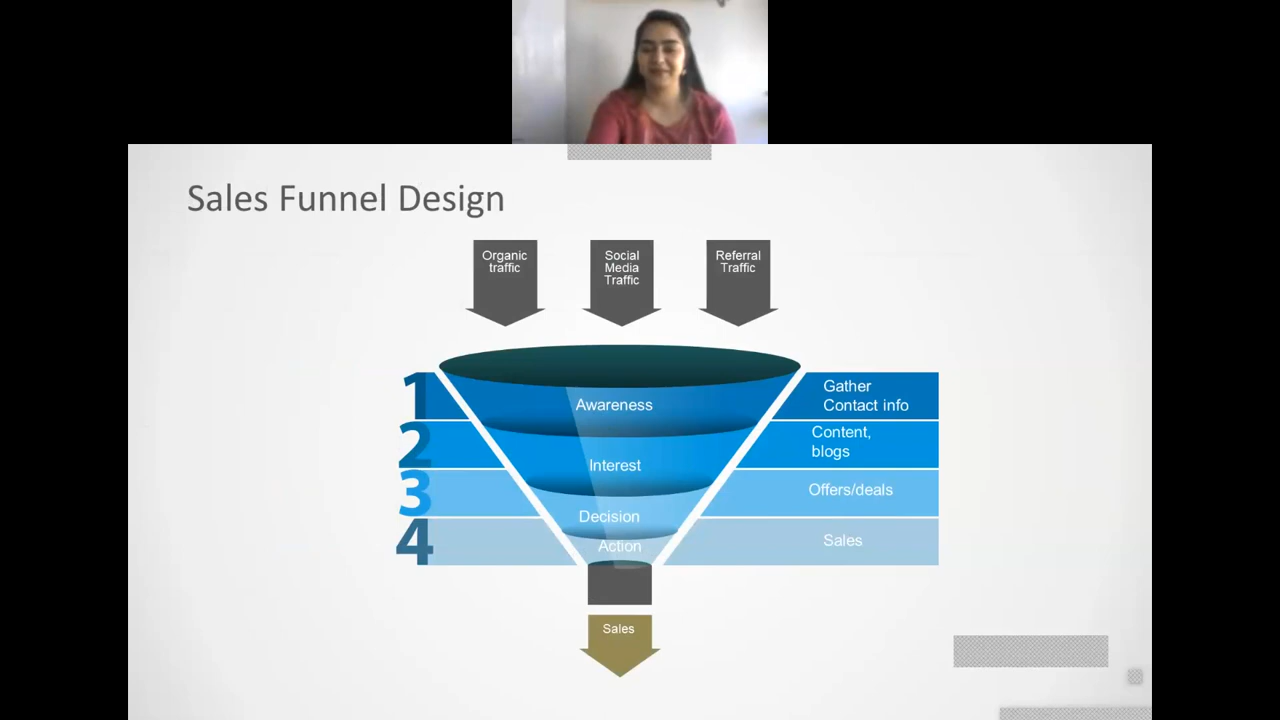 Sales Funnel Design
Organic
traffic
Social
Media
Traffic
Referral
Traffic
1
Awareness
Gather
Contact info
2
Interest
Content,
blogs
3
Decision
Offers/deals
4
Action
Sales
Sales